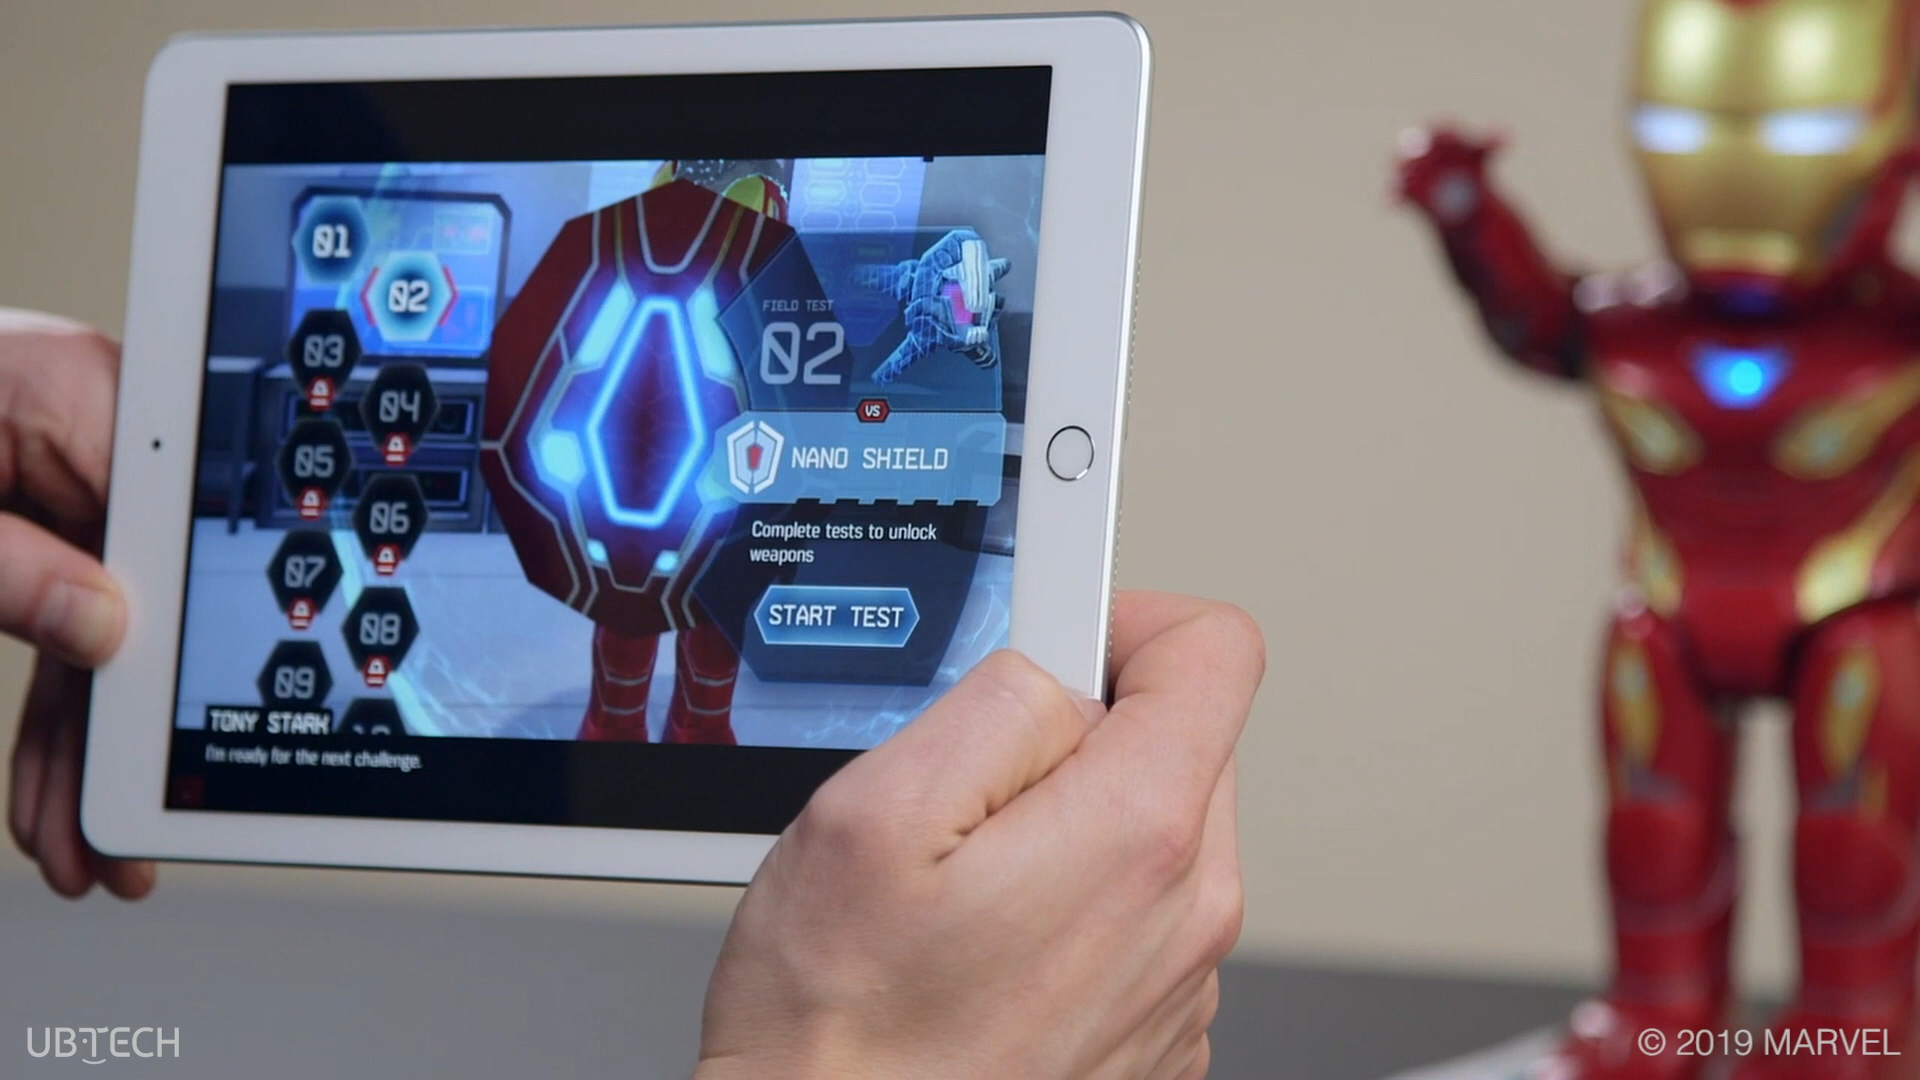 01
02
03
04
05
06
07
08
09
FIELD TEST
02
VS
NANO SHIELD
Complete tests to unlock
weapons
START TEST
TONY STARK
I'm ready for the next challenge.
UBTECH
© 2019 MARVEL